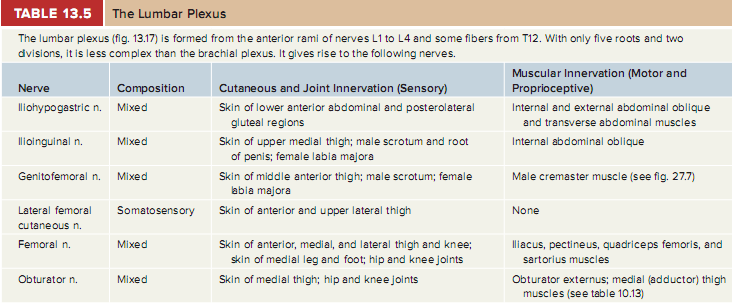 TABLE 13.5 The Lumbar Plexus
The lumbar plexus (fig. 13.17) is formed from the anterior rami of nerves L1 to L4 and some fibers from T12. With only five roots and two
divisions, it is less complex than the brachial plexus. It gives rise to the following nerves.
Nerve Composition Cutaneous and Joint Innervation (Sensory) Muscular Innervation (Motor and
Proprioceptive)
Iliohypogastric n. Mixed Skin of lower anterior abdominal and posterolateral Internal and external abdominal oblique
gluteal regions and transverse abdominal muscles
Ilioinguinal n. Mixed Skin of upper medial thigh; male scrotum and root Internal abdominal oblique
of penis; female labia majora
Genitofemoral n. Mixed Skin of middle anterior thigh; male scrotum; female Male cremaster muscle (see fig. 27.7)
labia majora
Lateral femoral Somatosensory Skin of anterior and upper lateral thigh None
cutaneous n.
Femoral n. Mixed Skin of anterior, medial, and lateral thigh and knee; Iliacus, pectineus, quadriceps femoris, and
skin of medial leg and foot; hip and knee joints sartorius muscles
Obturator n. Mixed Skin of medial thigh; hip and knee joints Obturator externus; medial (adductor) thigh
muscles (see table 10.13)